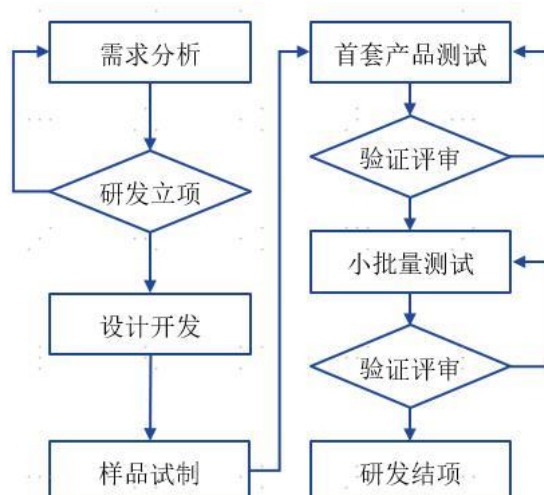 需求分析
研发立项
设计开发
样品试制
首套产品测试
验证评审
小批量测试
验证评审
研发结项